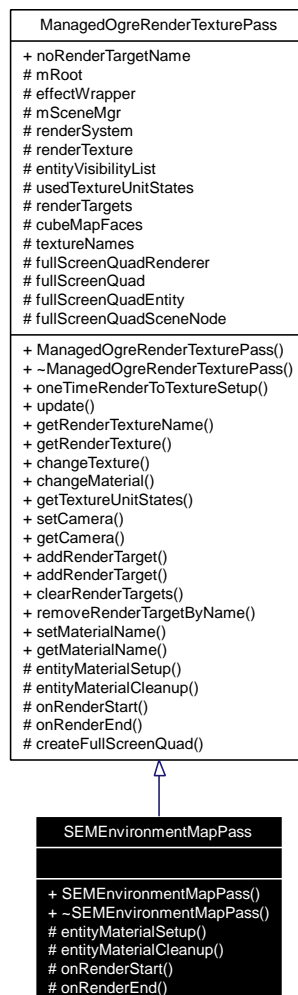 ManagedOgreRenderTexturePass
+ noRenderTargetName
# mRoot
# effectWrapper
# mSceneMgr
# renderSystem
# renderTexture
# entityVisibilityList
# usedTextureUnitStates
# renderTargets
# cubeMapFaces
# textureNames
# fullScreenQuadRenderer
# fullScreenQuad
# fullScreenQuadEntity
# fullScreenQuadSceneNode
+ ManagedOgreRenderTexturePass()
+ ~ManagedOgreRenderTexturePass()
+ oneTimeRenderToTextureSetup()
+ update()
+ getRenderTextureName()
+ getRenderTexture()
+ changeTexture()
+ changeMaterial()
+ getTextureUnitStates()
+ setCamera()
+ getCamera()
+ addRenderTarget()
+ addRenderTarget()
+ clearRenderTargets()
+ removeRenderTargetByName()
+ setMaterialName()
+ getMaterialName()
# entityMaterialSetup()
# entityMaterialCleanup()
# onRenderStart()
# onRenderEnd()
# createFullScreenQuad()
SEMEnvironmentMapPass
+ SEMEnvironmentMapPass()
+ ~SEMEnvironmentMapPass()
# entityMaterialSetup()
# entityMaterialCleanup()
# onRenderStart()
# onRenderEnd()